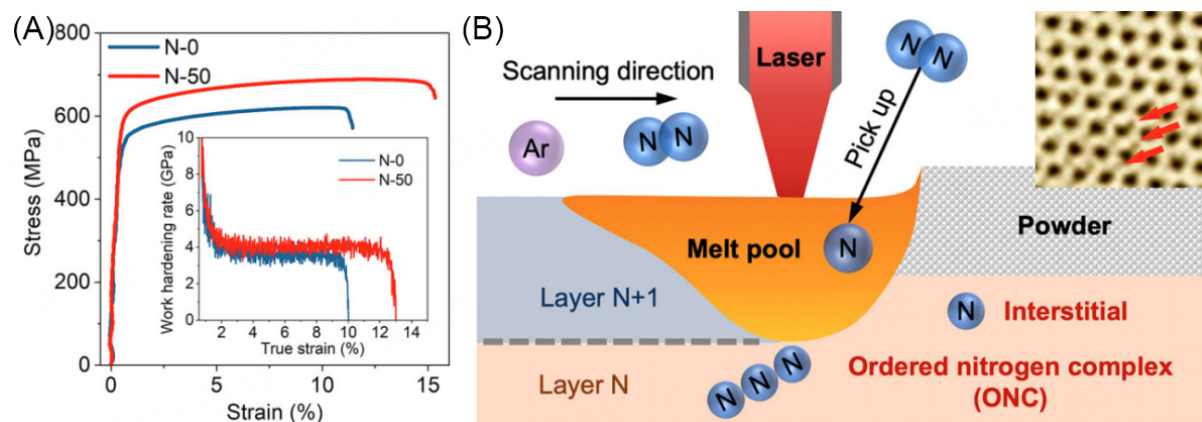 (A)
800
600
400
200
0
Stress (MPa)
N-0
N-50
10
8
6
4
2
0
Work hardening rate (GPa)
N-0
N-50
2 4 6 8 10 12 14
True strain (%)
0 5 10 15
Strain (%)
(B)
Scanning direction
Laser
N N
Pick up
Ar
N N
Melt pool
N
Powder
Layer N+1
N Interstitial
Layer N
N N N
Ordered nitrogen complex
(ONC)